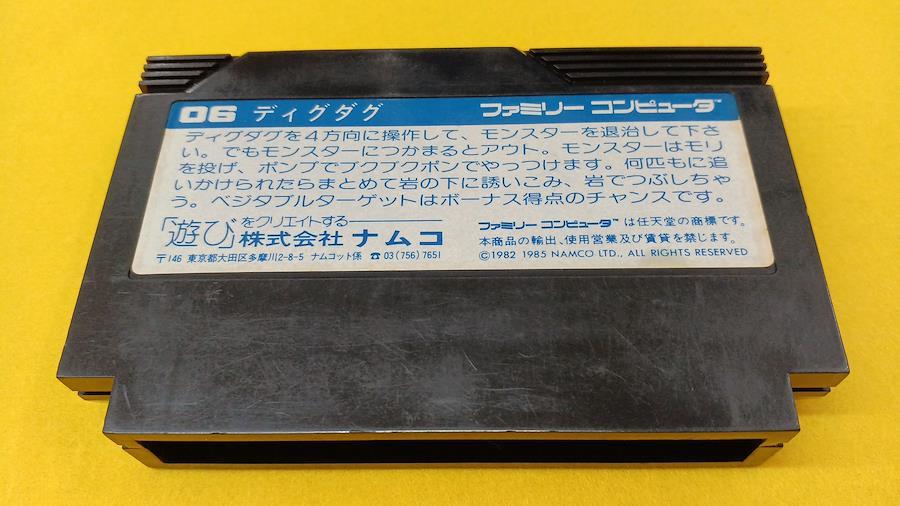 06 ディグダグ ファミリー コンピュータ™
ディグダグを4方向に操作して、モンスターを退治して下さ
い。でもモンスターにつかまるとアウト。モンスターはモリ
を投げ、ポンプでブクブクポンでやっつけます。何匹もに追
いかけられたらまとめて岩の下に誘いこみ、岩でつぶしちゃ
う。ベジタブルターゲットはボーナス得点のチャンスです。
「遊び」をクリエイトする
株式会社 ナムコ
〒146 東京都大田区多摩川2-8-5 ナムコット係 ☎03(756)7651
ファミリー コンピュータ™は任天堂の商標です。
本商品の輸出、使用営業及び賃貸を禁じます。
©1982 1985 NAMCO LTD., ALL RIGHTS RESERVED